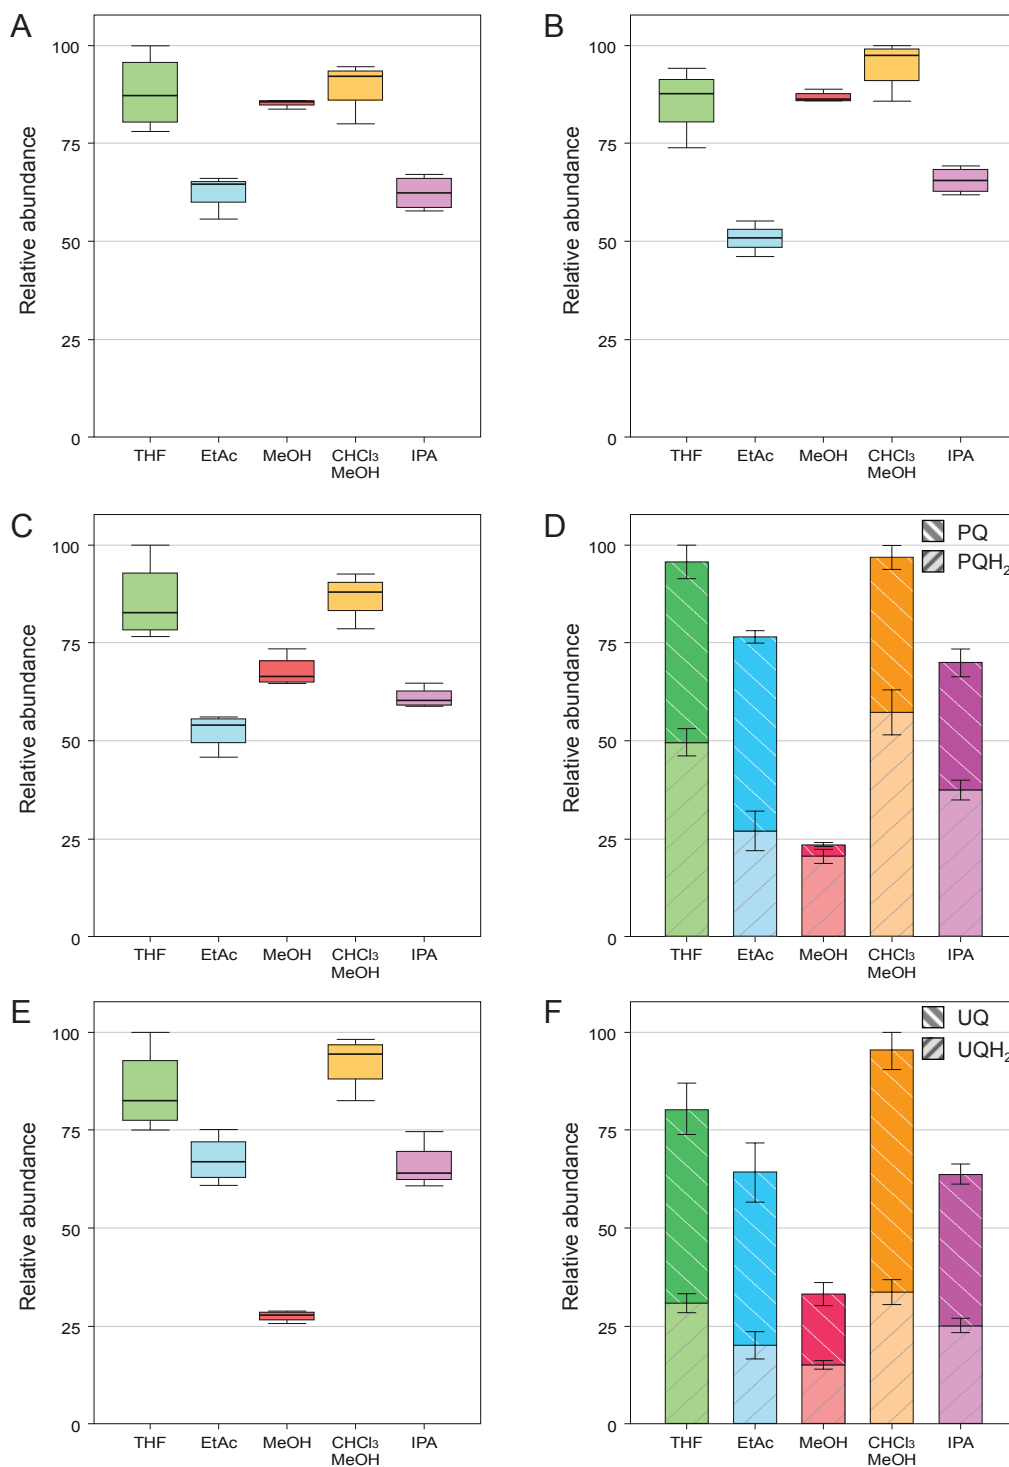 A
Relative abundance
100
75
50
25
0
THF EtAc MeOH CHCl₃ IPA
MeOH
B
Relative abundance
100
75
50
25
0
THF EtAc MeOH CHCl₃ IPA
MeOH
C
Relative abundance
100
75
50
25
0
THF EtAc MeOH CHCl₃ IPA
MeOH
D
PQ
PQH₂
Relative abundance
100
75
50
25
0
THF EtAc MeOH CHCl₃ IPA
MeOH
E
Relative abundance
100
75
50
25
0
THF EtAc MeOH CHCl₃ IPA
MeOH
F
UQ
UQH₂
Relative abundance
100
75
50
25
0
THF EtAc MeOH CHCl₃ IPA
MeOH